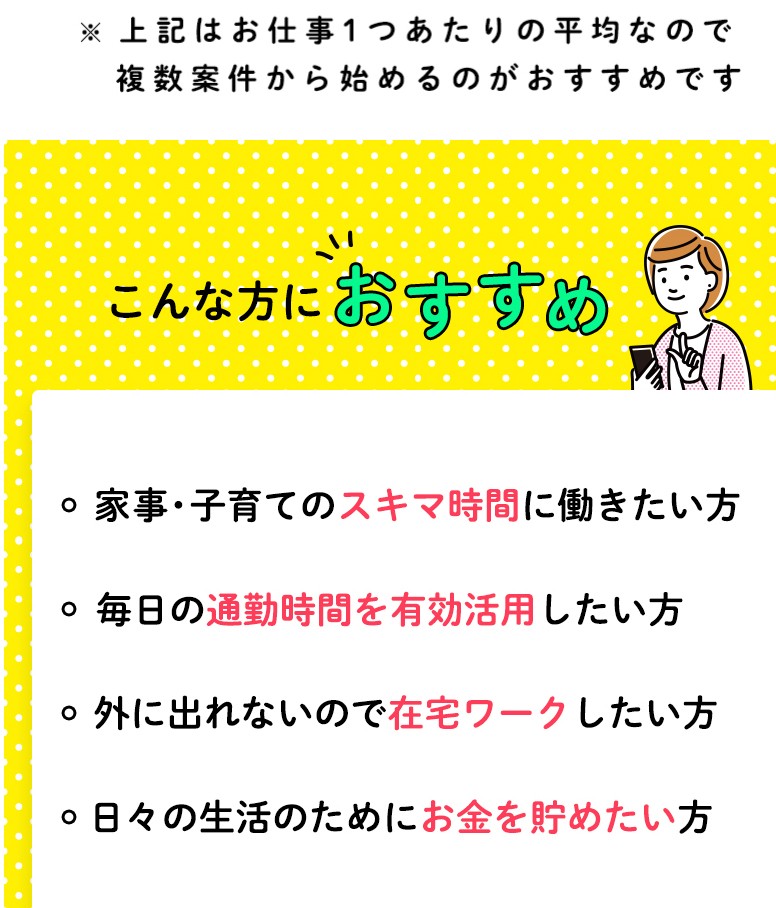 ※ 上記はお仕事1つあたりの平均なので
複数案件から始めるのがおすすめです
こんな方におすすめ
家事・子育てのスキマ時間に働きたい方
毎日の通勤時間を有効活用したい方
外に出れないので在宅ワークしたい方
日々の生活のためにお金を貯めたい方